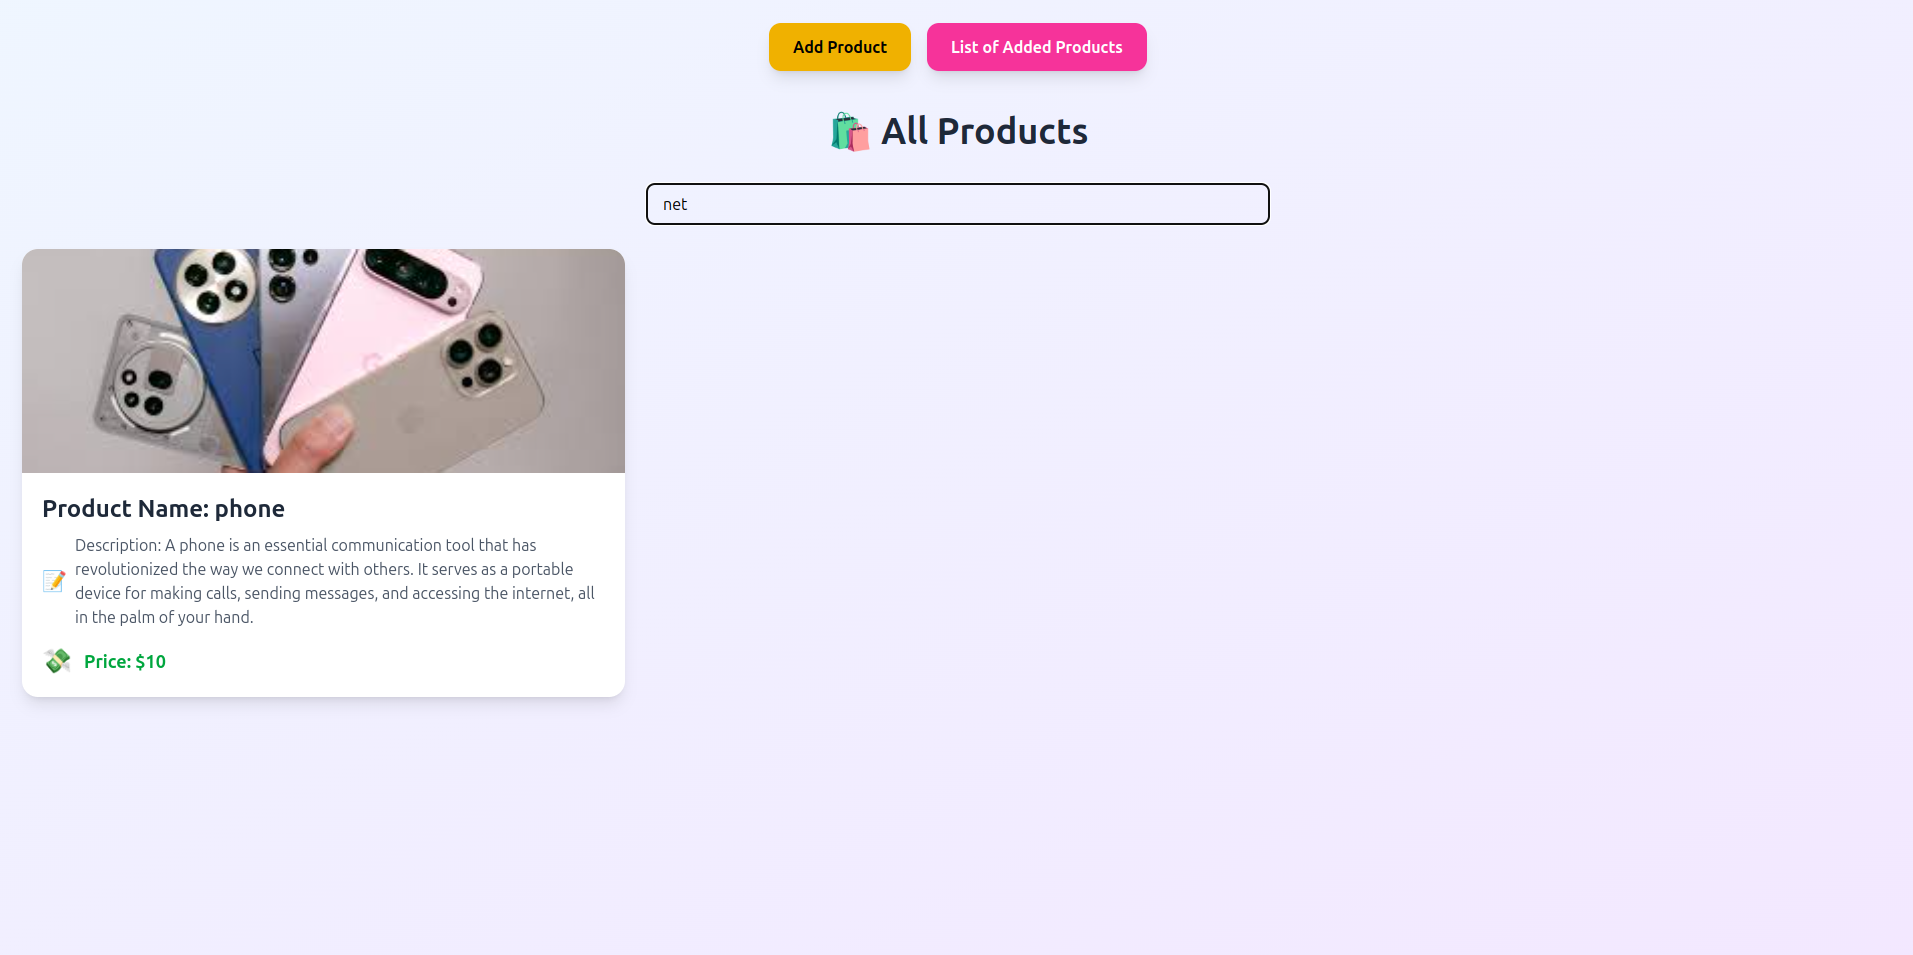 Add Product
List of Added Products
All Products
net
Product Name: phone
Description: A phone is an essential communication tool that has
revolutionized the way we connect with others. It serves as a portable
device for making calls, sending messages, and accessing the internet, all
in the palm of your hand.
Price: $10